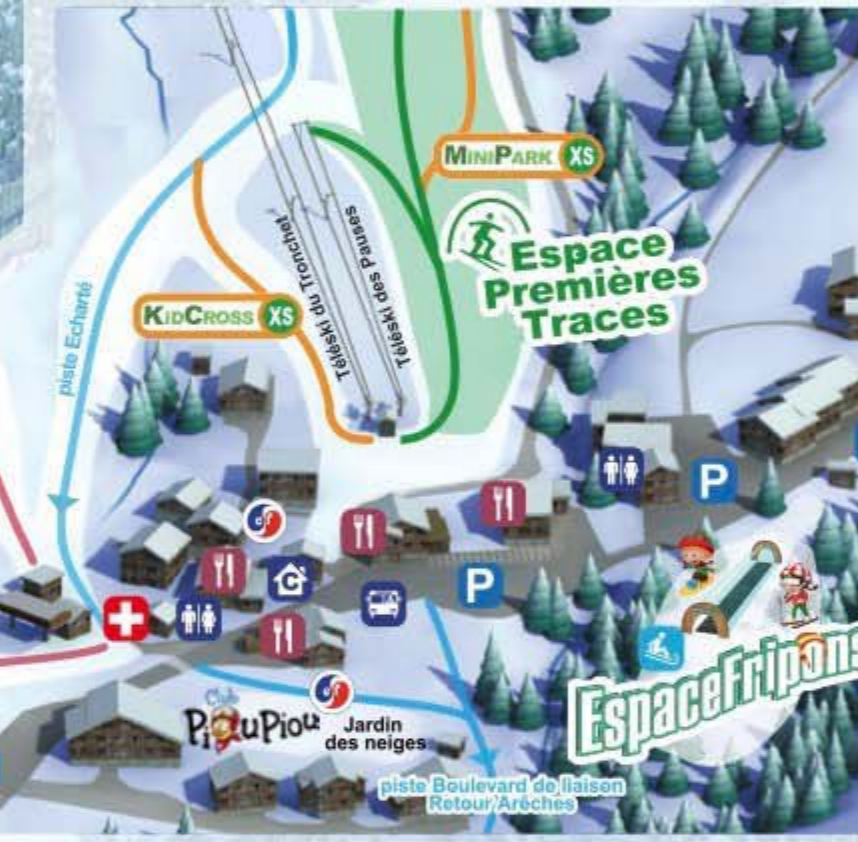 MINIPARK XS
Espace
Premières
Traces
KIDCROSS XS
Téléski du Tronchet
Téléski des Pauses
piste Echarté
P
C
P
EspaceFripons
Club
PiouPiou
Jardin
des neiges
piste Boulevard de liaison
Retour Arêches